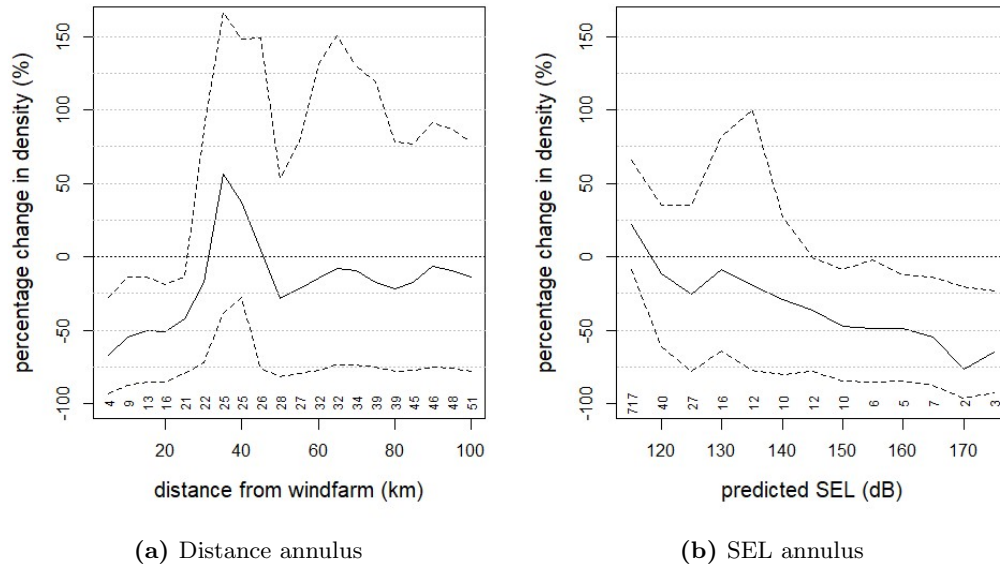 percentage change in density (%)
150
100
50
0
-50
-100
4 9 13 16 21 22 25 25 26 28 27 32 32 34 39 39 45 46 48 51
20 40 60 80 100
distance from windfarm (km)
(a) Distance annulus
percentage change in density (%)
150
100
50
0
-50
-100
717 40 27 16 12 10 12 10 6 5 7 2 3
120 130 140 150 160 170
predicted SEL (dB)
(b) SEL annulus